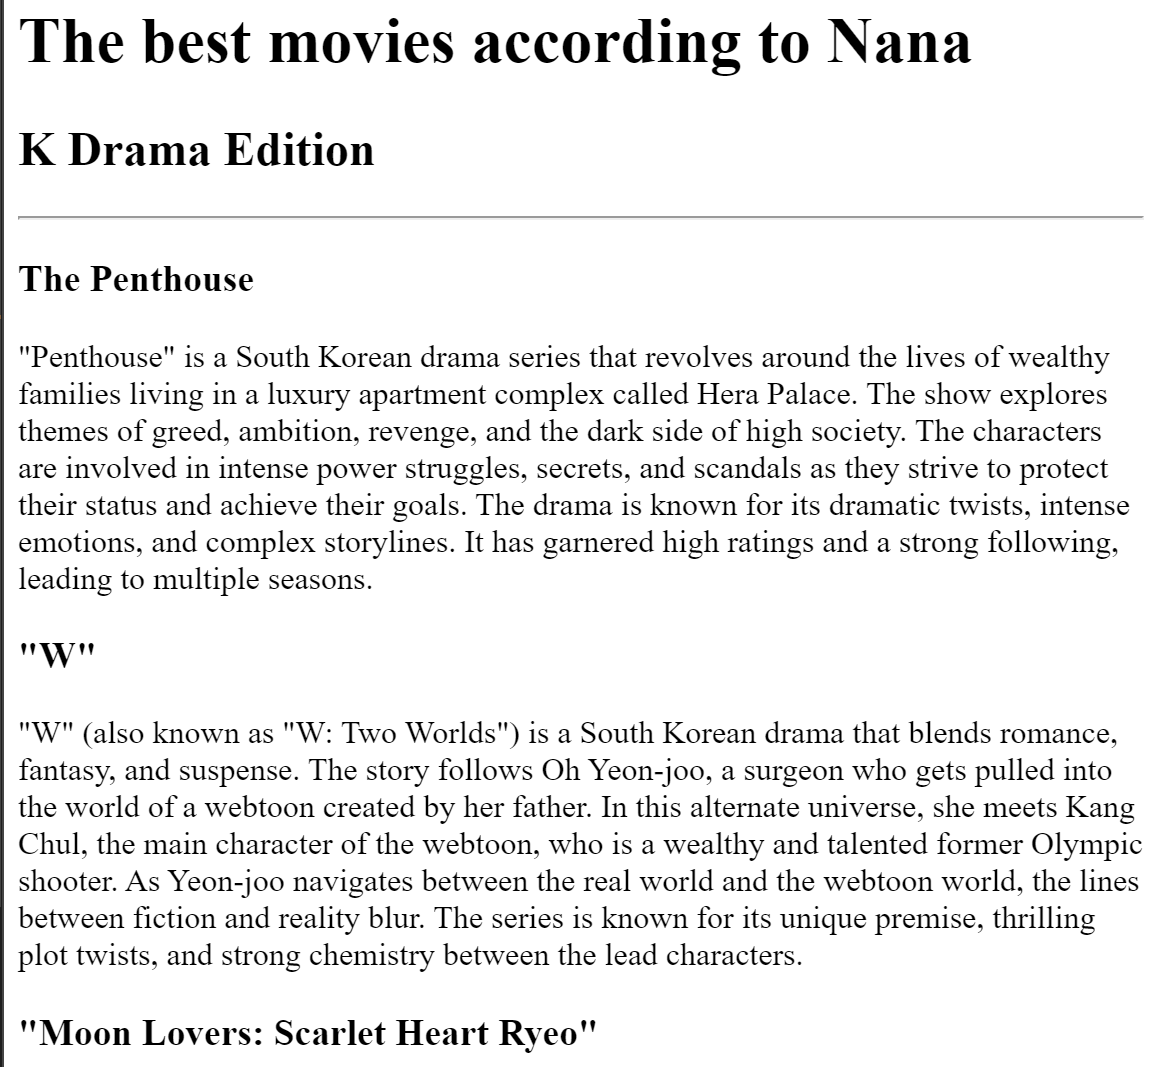 The best movies according to Nana
K Drama Edition
The Penthouse
"Penthouse" is a South Korean drama series that revolves around the lives of wealthy
families living in a luxury apartment complex called Hera Palace. The show explores
themes of greed, ambition, revenge, and the dark side of high society. The characters
are involved in intense power struggles, secrets, and scandals as they strive to protect
their status and achieve their goals. The drama is known for its dramatic twists, intense
emotions, and complex storylines. It has garnered high ratings and a strong following,
leading to multiple seasons.
"W"
"W" (also known as "W: Two Worlds") is a South Korean drama that blends romance,
fantasy, and suspense. The story follows Oh Yeon-joo, a surgeon who gets pulled into
the world of a webtoon created by her father. In this alternate universe, she meets Kang
Chul, the main character of the webtoon, who is a wealthy and talented former Olympic
shooter. As Yeon-joo navigates between the real world and the webtoon world, the lines
between fiction and reality blur. The series is known for its unique premise, thrilling
plot twists, and strong chemistry between the lead characters.
"Moon Lovers: Scarlet Heart Ryeo"